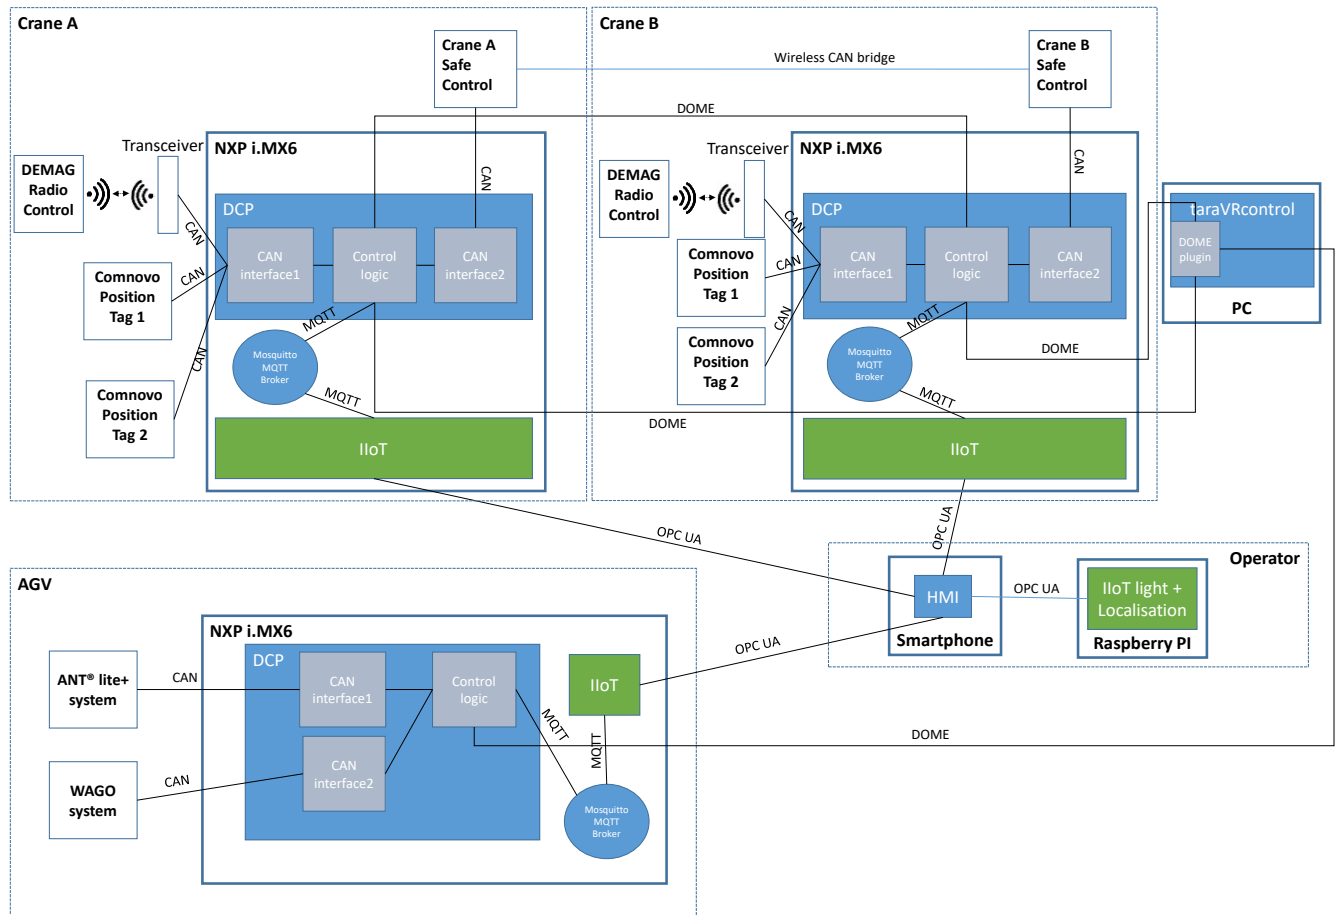 Crane A
Crane A
Safe
Control
Transceiver
NXP i.MX6
DEMAG
Radio
Control
CAN
CAN
DCP
CAN
interface1
Control
logic
CAN
interface2
Comnovo
Position
Tag 1
CAN
CAN
Comnovo
Position
Tag 2
MQTT
Mosquitto
MQTT
Broker
MQTT
IIoT
Wireless CAN bridge
DOME
Crane B
Crane B
Safe
Control
Transceiver
NXP i.MX6
DEMAG
Radio
Control
CAN
CAN
DCP
CAN
interface1
Control
logic
CAN
interface2
Comnovo
Position
Tag 1
CAN
CAN
Comnovo
Position
Tag 2
MQTT
Mosquitto
MQTT
Broker
MQTT
IIoT
DOME
DOME
taraVRcontrol
DOME
plugin
PC
OPC UA
OPC UA
OPC UA
Operator
HMI
Smartphone
OPC UA
IIoT light +
Localisation
Raspberry PI
AGV
NXP i.MX6
ANT® lite+
system
CAN
DCP
CAN
interface1
Control
logic
CAN
interface2
WAGO
system
CAN
MQTT
IIoT
MQTT
Mosquitto
MQTT
Broker
DOME